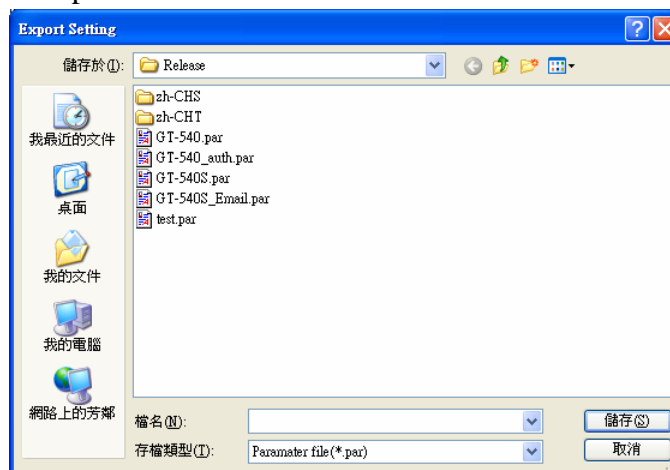 Export Setting
儲存於(I):
Release
zh-CHS
zh-CHT
GT-540.par
GT-540_auth.par
GT-540S.par
GT-540S_Email.par
test.par
我最近的文件
桌面
我的文件
我的電腦
網路上的芳鄰
檔名(N):
儲存(S)
存檔類型(T):
Paramater file(*.par)
取消